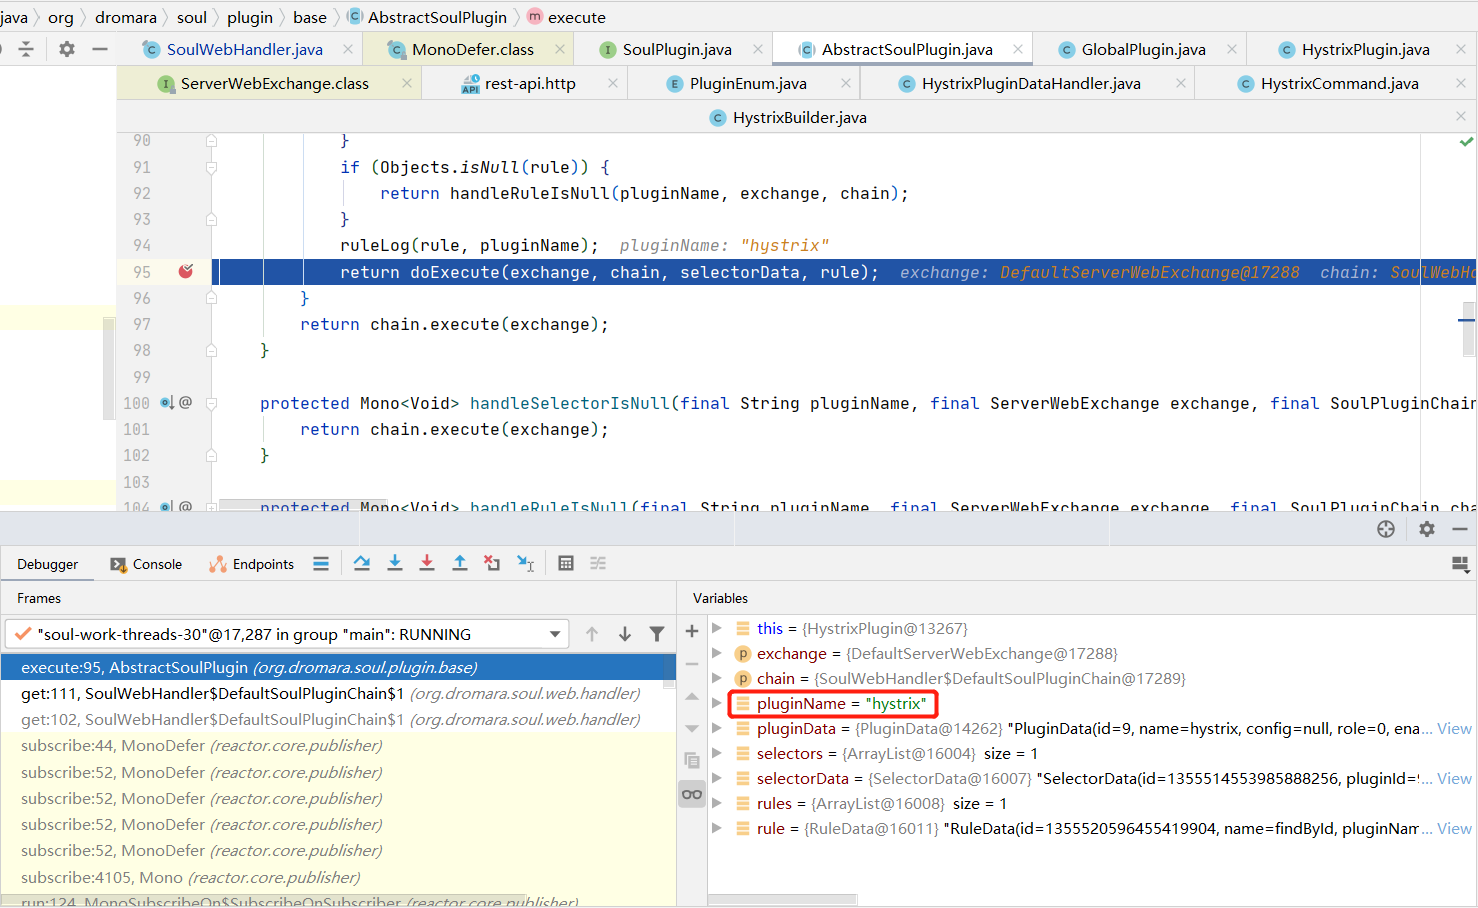 java 〉 org 〉 dromara 〉 soul 〉 plugin 〉 base 〉 AbstractSoulPlugin 〉 execute
SoulWebHandler.java × MonoDefer.class × SoulPlugin.java × AbstractSoulPlugin.java × GlobalPlugin.java × HystrixPlugin.java ×
ServerWebExchange.class × rest-api.http × PluginEnum.java × HystrixPluginDataHandler.java × HystrixCommand.java ×
HystrixBuilder.java ×
90 }
91 if (Objects.isNull(rule)) {
92 return handleRuleIsNull(pluginName, exchange, chain);
93 }
94 ruleLog(rule, pluginName); pluginName: "hystrix"
95 return doExecute(exchange, chain, selectorData, rule); exchange: DefaultServerWebExchange@17288 chain: SoulWebHa
96 }
97 return chain.execute(exchange);
98 }
99
100 @ protected Mono<Void> handleSelectorIsNull(final String pluginName, final ServerWebExchange exchange, final SoulPluginChain
101 return chain.execute(exchange);
102 }
103
104 @ protected Mono<Void> handleRuleIsNull(final String pluginName, final ServerWebExchange exchange, final SoulPluginChain cha
Debugger Console Endpoints
Frames
"soul-work-threads-30"@17,287 in group "main": RUNNING
execute:95, AbstractSoulPlugin (org.dromara.soul.plugin.base)
get:111, SoulWebHandler$DefaultSoulPluginChain$1 (org.dromara.soul.web.handler)
get:102, SoulWebHandler$DefaultSoulPluginChain$1 (org.dromara.soul.web.handler)
subscribe:44, MonoDefer (reactor.core.publisher)
subscribe:52, MonoDefer (reactor.core.publisher)
subscribe:52, MonoDefer (reactor.core.publisher)
subscribe:52, MonoDefer (reactor.core.publisher)
subscribe:52, MonoDefer (reactor.core.publisher)
subscribe:4105, Mono (reactor.core.publisher)
run:124, MonoSubscribeOn$SubscribeOnSubscriber (reactor.core.publisher)
Variables
this = {HystrixPlugin@13267}
exchange = {DefaultServerWebExchange@17288}
chain = {SoulWebHandler$DefaultSoulPluginChain@17289}
pluginName = "hystrix"
pluginData = {PluginData@14262} "PluginData(id=9, name=hystrix, config=null, role=0, ena... View
selectors = {ArrayList@16004} size = 1
selectorData = {SelectorData@16007} "SelectorData(id=1355514553985888256, pluginId=9... View
rules = {ArrayList@16008} size = 1
rule = {RuleData@16011} "RuleData(id=1355520596455419904, name=findById, pluginNam... View